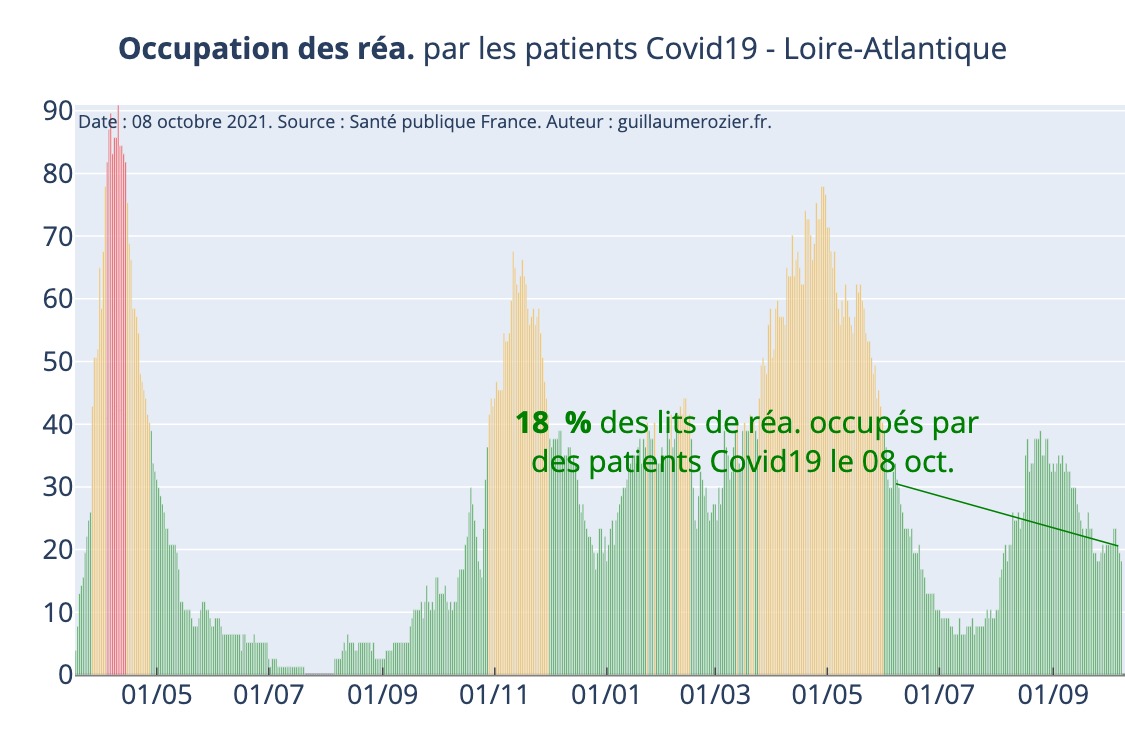 Occupation des réa. par les patients Covid19 - Loire-Atlantique
90
Date : 08 octobre 2021. Source : Santé publique France. Auteur : guillaumerozier.fr.
80
70
60
50
40
18 % des lits de réa. occupés par
des patients Covid19 le 08 oct.
30
20
10
0
01/05 01/07 01/09 01/11 01/01 01/03 01/05 01/07 01/09